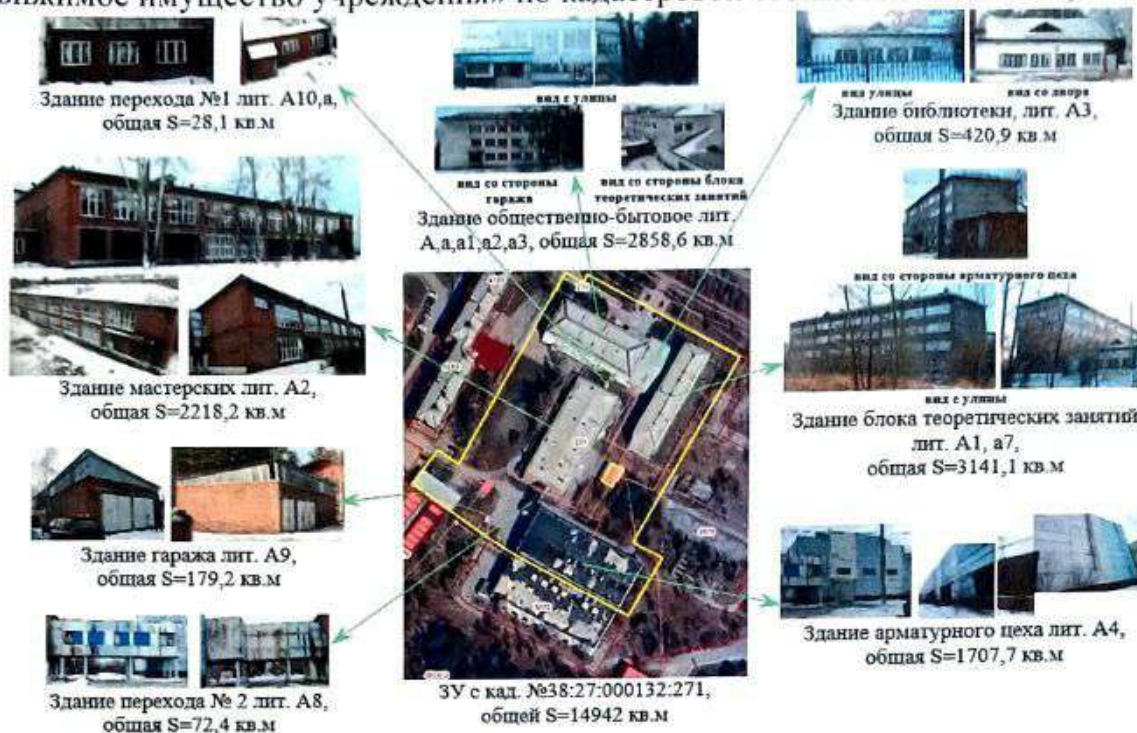 имущество учреждения» по кадастровой
Здание перехода №1 лит. А10,а,
общая S=28,1 кв.м
вид с улицы
вид со стороны
гаража
вид со стороны блока
теоретических занятий
Здание общественно-бытовое лит.
А,а,а1,а2,а3, общая S=2858,6 кв.м
вид улицы
вид со двора
Здание библиотеки, лит. А3,
общая S=420,9 кв.м
Здание мастерских лит. А2,
общая S=2218,2 кв.м
вид со стороны арматурного цеха
вид с улицы
Здание блока теоретических занятий
лит. А1, а7,
общая S=3141,1 кв.м
Здание гаража лит. А9,
общая S=179,2 кв.м
Здание арматурного цеха лит. А4,
общая S=1707,7 кв.м
Здание перехода № 2 лит. А8,
общая S=72,4 кв.м
ЗУ с кад. №38:27:000132:271,
общей S=14942 кв.м